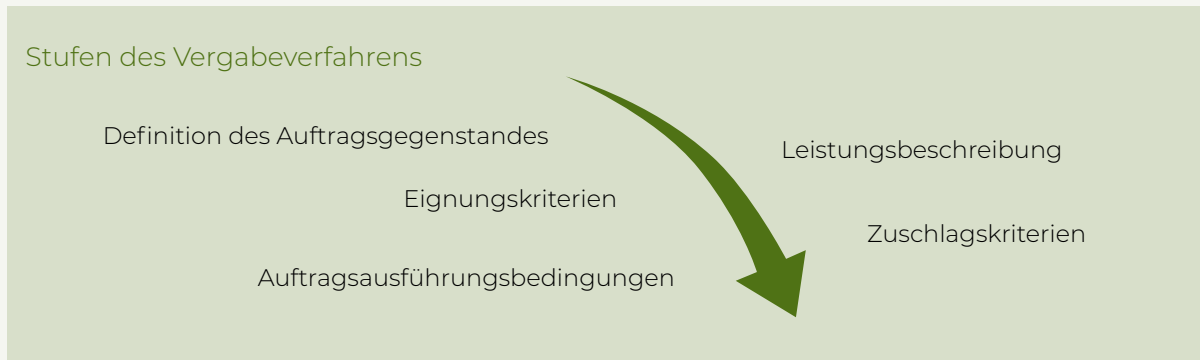 Stufen des Vergabeverfahrens
Definition des Auftragsgegenstandes
Leistungsbeschreibung
Eignungskriterien
Zuschlagskriterien
Auftragsausführungsbedingungen